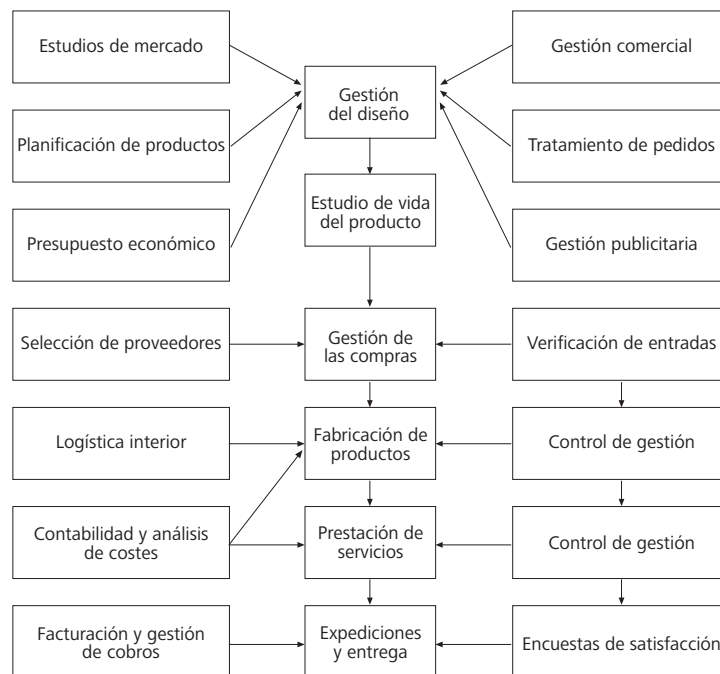 Estudios de mercado
Gestión comercial
Gestión
del diseño
Planificación de productos
Tratamiento de pedidos
Estudio de vida
del producto
Presupuesto económico
Gestión publicitaria
Selección de proveedores
Gestión de
las compras
Verificación de entradas
Logística interior
Fabricación de
productos
Control de gestión
Contabilidad y análisis
de costes
Prestación de
servicios
Control de gestión
Facturación y gestión
de cobros
Expediciones
y entrega
Encuestas de satisfacción